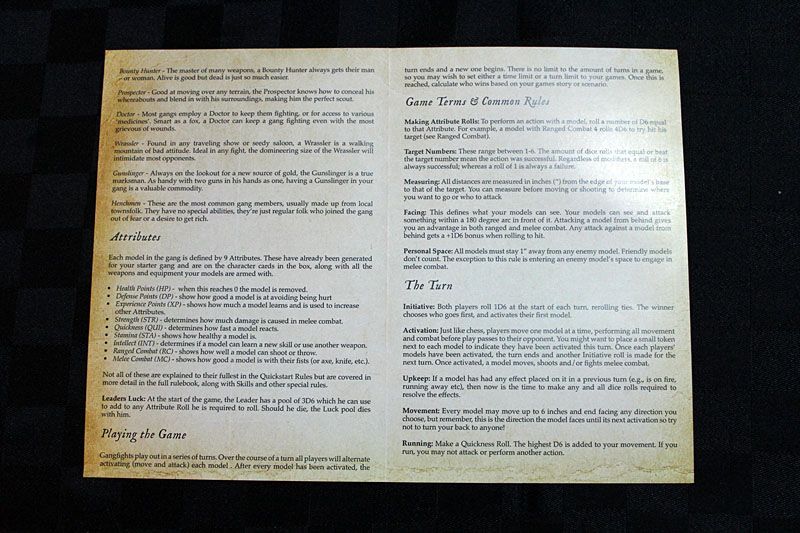 Bounty Hunter - The master of many weapons, a Bounty Hunter always gets their man
- or woman. Alive is good but dead is just so much easier.
Prospector - Good at moving over any terrain, the Prospector knows how to conceal his
whereabouts and blend in with his surroundings, making him the perfect scout.
Doctor - Most gangs employ a Doctor to keep them fighting, or for access to various
'medicines'. Smart as a fox, a Doctor can keep a gang fighting even with the most
grievous of wounds.
Wrassler - Found in any traveling show or seedy saloon, a Wrassler is a walking
mountain of bad attitude. Ideal in any fight, the domineering size of the Wrassler will
intimidate most opponents.
Gunslinger - Always on the lookout for a new source of gold, the Gunslinger is a true
marksman. As handy with two guns in his hands as one, having a Gunslinger in your
gang is a valuable commodity.
Henchmen - These are the most common gang members, usually made up from local
townsfolk. They have no special abilities, they're just regular folk who joined the gang
out of fear or a desire to get rich.
Attributes
Each model in the gang is defined by 9 Attributes. These have already been generated
for your starter gang and are on the character cards in the box, along with all the
weapons and equipment your models are armed with.
• Health Points (HP) - when this reaches 0 the model is removed.
• Defense Points (DP) - show how good a model is at avoiding being hurt
• Experience Points (XP) - shows how much a model learns and is used to increase
other Attributes.
• Strength (STR) - determines how much damage is caused in melee combat.
• Quickness (QUI) - determines how fast a model reacts.
• Stamina (STA) - shows how healthy a model is.
• Intellect (INT) - determines if a model can learn a new skill or use another weapon.
• Ranged Combat (RC) - shows how well a model can shoot or throw.
• Melee Combat (MC) - shows how good a model is with their fists (or axe, knife, etc.).
Not all of these are explained to their fullest in the Quickstart Rules but are covered in
more detail in the full rulebook, along with Skills and other special rules.
Leaders Luck: At the start of the game, the Leader has a pool of 3D6 which he can use
to add to any Attribute Roll he is required to roll. Should he die, the Luck pool dies
with him.
Playing the Game
Gangfights play out in a series of turns. Over the course of a turn all players will alternate
activating (move and attack) each model . After every model has been activated, the
turn ends and a new one begins. There is no limit to the amount of turns in a game,
so you may wish to set either a time limit or a turn limit to your games. Once this is
reached, calculate who wins based on your games story or scenario.
Game Terms & Common Rules
Making Attribute Rolls: To perform an action with a model, roll a number of D6 equal
to that Attribute. For example, a model with Ranged Combat 4 rolls 4D6 to try hit his
target (see Ranged Combat).
Target Numbers: These range between 1-6. The amount of dice rolls that equal or beat
the target number mean the action was successful. Regardless of modifiers, a roll of 6 is
always successful; whereas a roll of 1 is always a failure.
Measuring: All distances are measured in inches (") from the edge of your model's base
to that of the target. You can measure before moving or shooting to determine where
you want to go or who to attack
Facing: This defines what your models can see. Your models can see and attack
something within a 180 degree arc in front of it. Attacking a model from behind gives
you an advantage in both ranged and melee combat. Any attack against a model from
behind gets a +1D6 bonus when rolling to hit.
Personal Space: All models must stay 1" away from any enemy model. Friendly models
don't count. The exception to this rule is entering an enemy model's space to engage in
melee combat.
The Turn
Initiative: Both players roll 1D6 at the start of each turn, rerolling ties. The winner
chooses who goes first, and activates their first model.
Activation: Just like chess, players move one model at a time, performing all movement
and combat before play passes to their opponent. You might want to place a small token
next to each model to indicate they have been activated this turn. Once each players'
models have been activated, the turn ends and another Initiative roll is made for the
next turn. Once activated, a model moves, shoots and / or fights melee combat.
Upkeep: If a model has had any effect placed on it in a previous turn (e.g., is on fire,
running away etc), then now is the time to make any and all dice rolls required to
resolve the effects.
Movement: Every model may move up to 6 inches and end facing any direction you
choose, but remember, this is the direction the model faces until its next activation so try
not to turn your back to anyone!
Running: Make a Quickness Roll. The highest D6 is added to your movement. If you
run, you may not attack or perform another action.